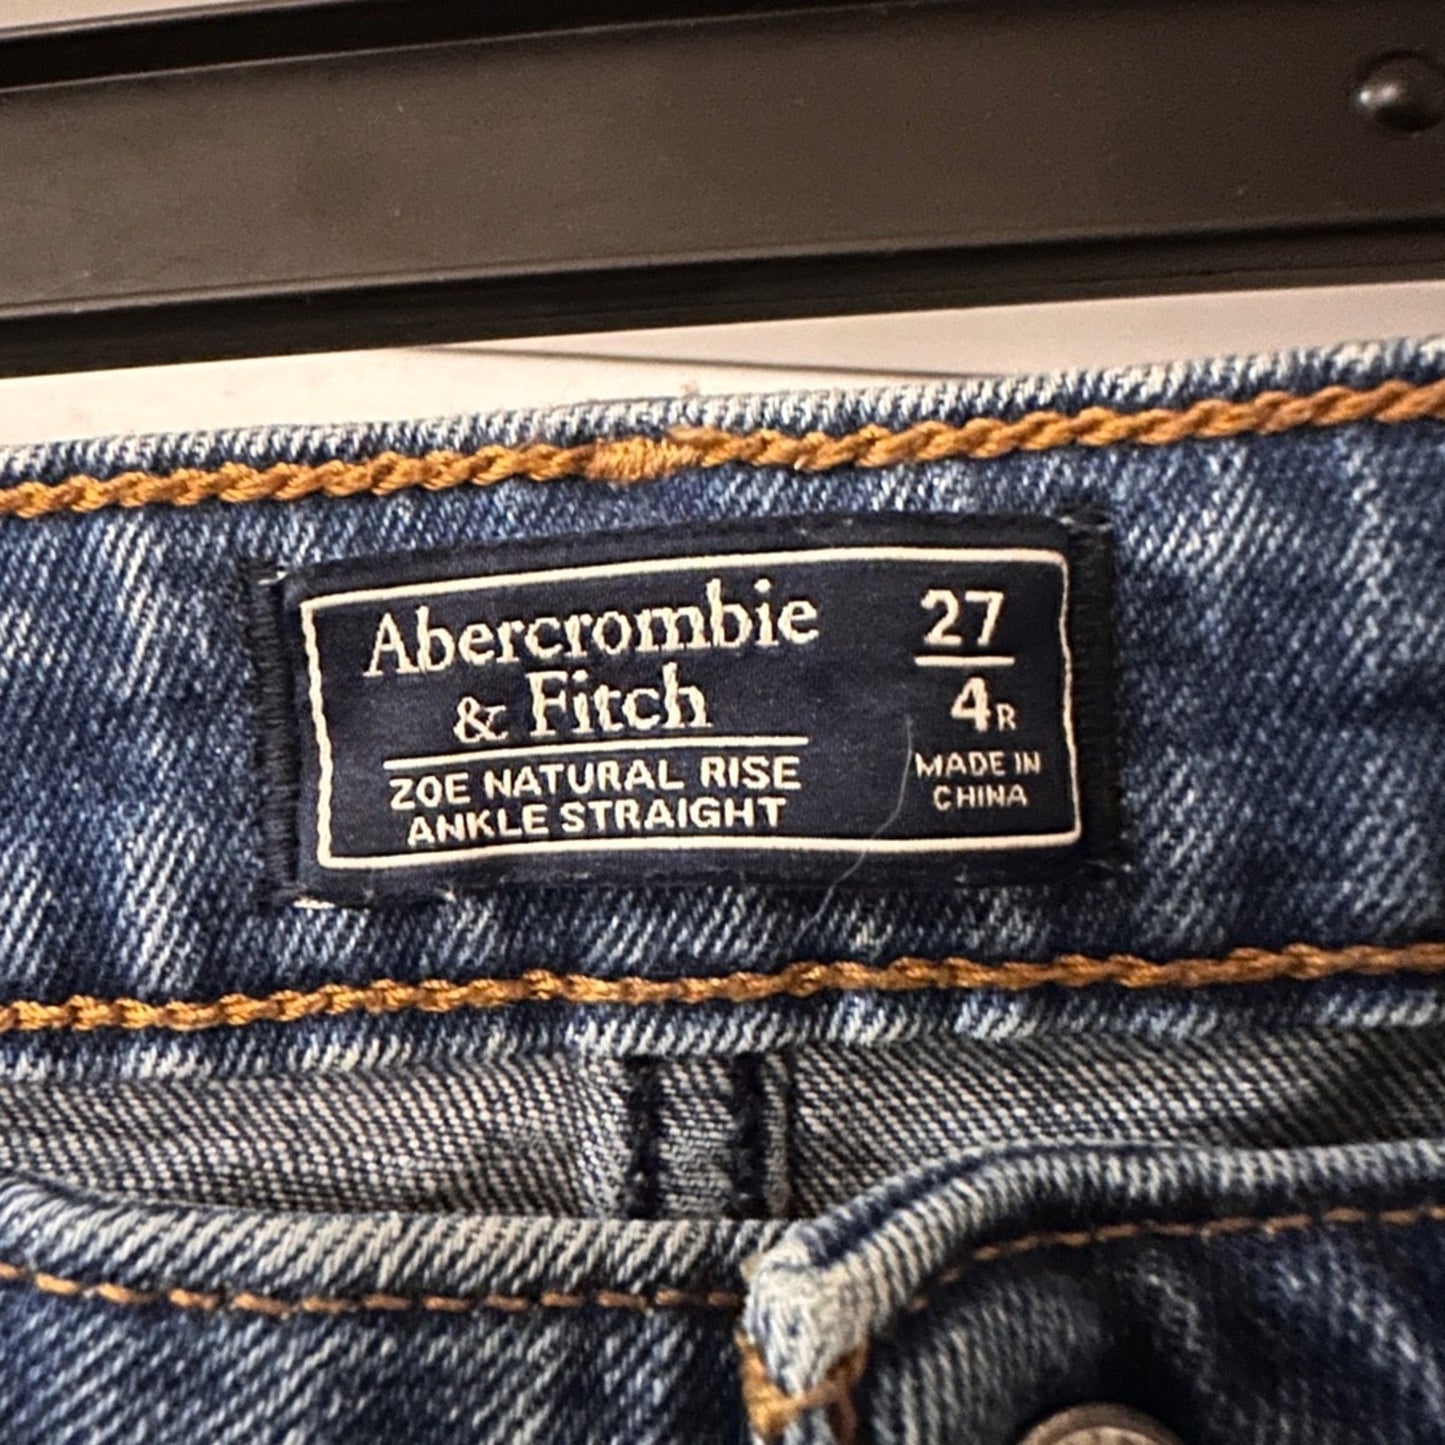 Abercrombie
& Fitch
ZOE NATURAL RISE
ANKLE STRAIGHT
27
4R
MADE IN
CHINA